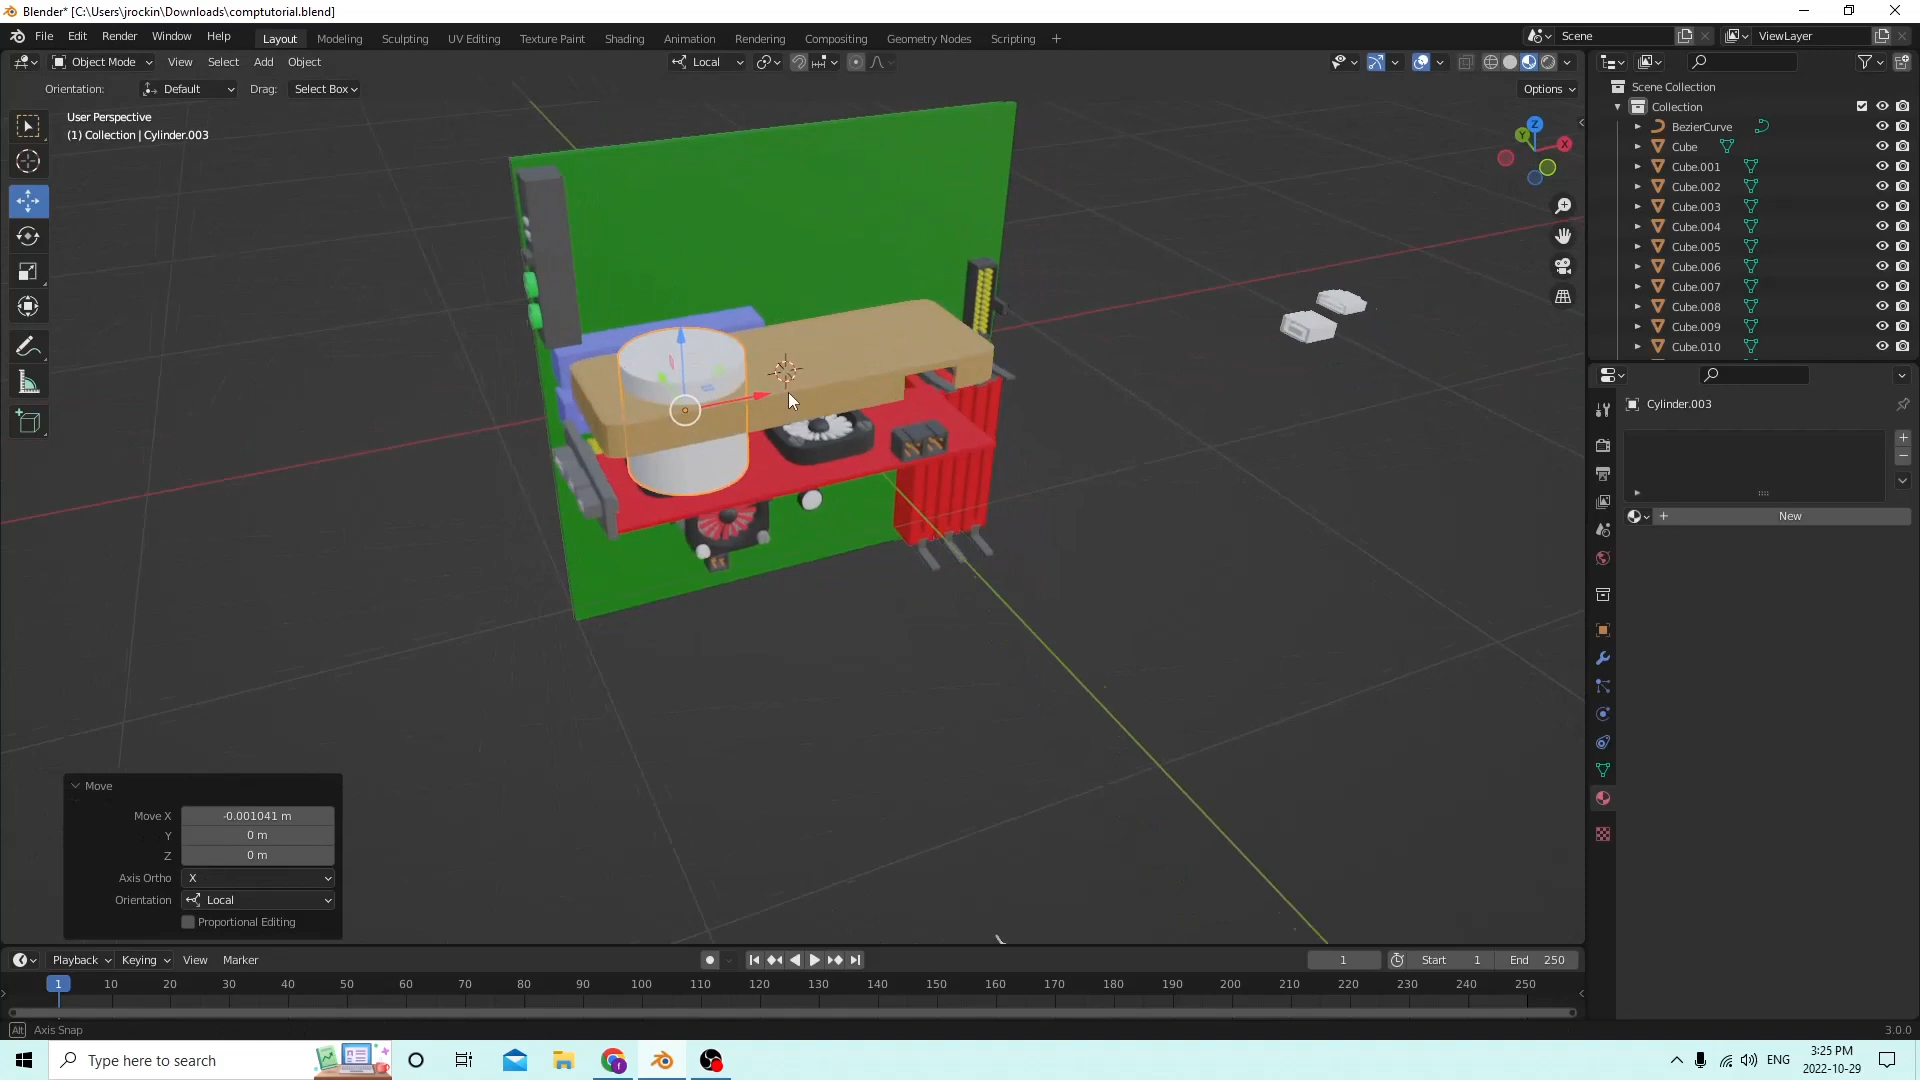 Blender* [C:\Users\jrockin\Downloads\comptutorial.blend]
File Edit Render Window Help Layout Modeling Sculpting UV Editing Texture Paint Shading Animation Rendering Compositing Geometry Nodes Scripting + Scene ViewLayer
Object Mode View Select Add Object Local
Orientation: Default Drag: Select Box Options
User Perspective
(1) Collection | Cylinder.003
Z
Y
X
Scene Collection
Collection
BezierCurve
Cube
Cube.001
Cube.002
Cube.003
Cube.004
Cube.005
Cube.006
Cube.007
Cube.008
Cube.009
Cube.010
Cylinder.003
+ New
Move
Move X -0.001041 m
Y 0 m
Z 0 m
Axis Ortho X
Orientation Local
Proportional Editing
Playback Keying View Marker 1 Start 1 End 250
1 10 20 30 40 50 60 70 80 90 100 110 120 130 140 150 160 170 180 190 200 210 220 230 240 250
Alt Axis Snap 3.0.0
Type here to search ENG 3:25 PM
2022-10-29